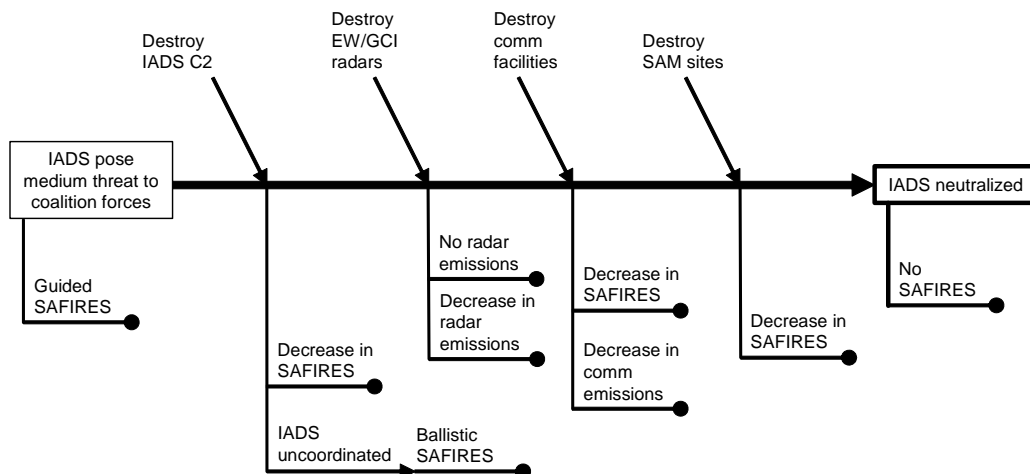 Destroy
IADS C2
Destroy
EW/GCI
radars
Destroy
comm
facilities
Destroy
SAM sites
IADS pose
medium threat to
coalition forces
IADS neutralized
Guided
SAFIRES
Decrease in
SAFIRES
IADS
uncoordinated
Ballistic
SAFIRES
No radar
emissions
Decrease in
radar
emissions
Decrease in
SAFIRES
Decrease in
comm
emissions
Decrease in
SAFIRES
No
SAFIRES